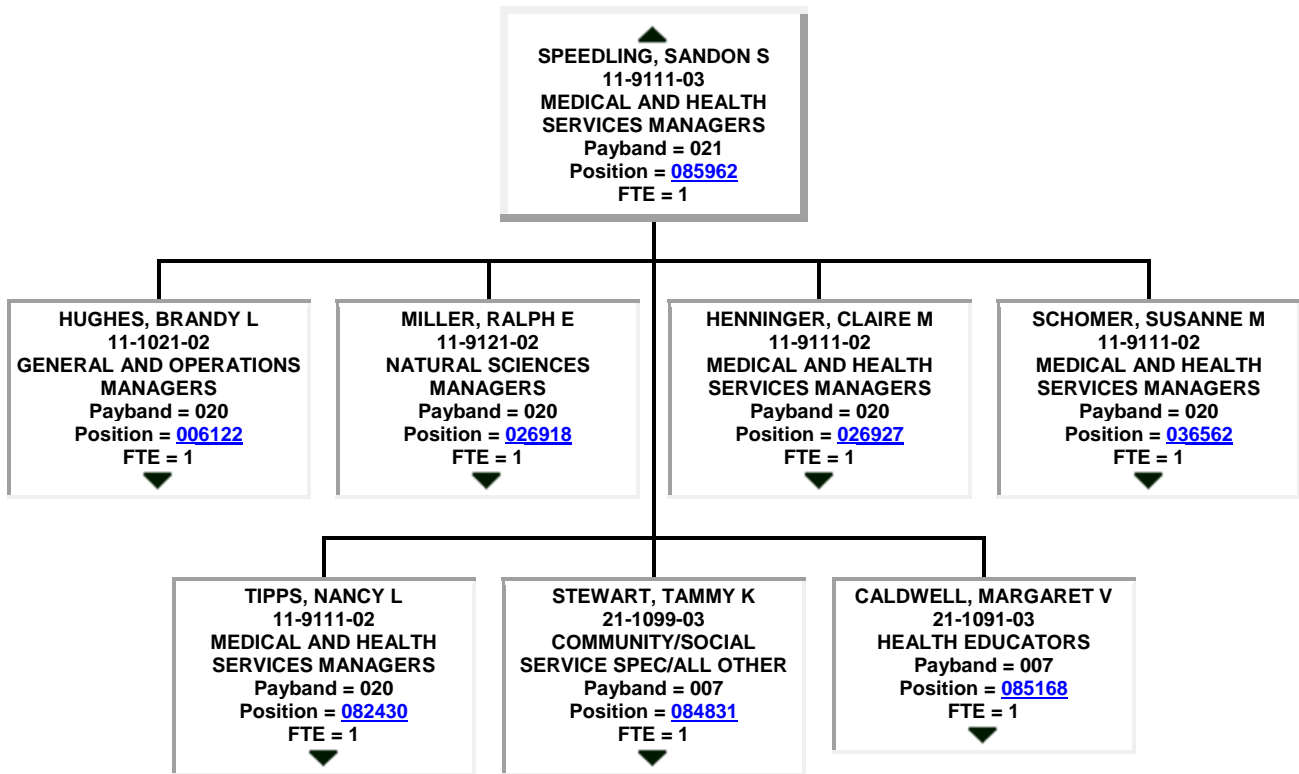 SPEEDLING, SANDON S
11-9111-03
MEDICAL AND HEALTH
SERVICES MANAGERS
Payband = 021
Position = 085962
FTE = 1
HUGHES, BRANDY L
11-1021-02
GENERAL AND OPERATIONS
MANAGERS
Payband = 020
Position = 006122
FTE = 1
MILLER, RALPH E
11-9121-02
NATURAL SCIENCES
MANAGERS
Payband = 020
Position = 026918
FTE = 1
HENNINGER, CLAIRE M
11-9111-02
MEDICAL AND HEALTH
SERVICES MANAGERS
Payband = 020
Position = 026927
FTE = 1
SCHOMER, SUSANNE M
11-9111-02
MEDICAL AND HEALTH
SERVICES MANAGERS
Payband = 020
Position = 036562
FTE = 1
TIPPS, NANCY L
11-9111-02
MEDICAL AND HEALTH
SERVICES MANAGERS
Payband = 020
Position = 082430
FTE = 1
STEWART, TAMMY K
21-1099-03
COMMUNITY/SOCIAL
SERVICE SPEC/ALL OTHER
Payband = 007
Position = 084831
FTE = 1
CALDWELL, MARGARET V
21-1091-03
HEALTH EDUCATORS
Payband = 007
Position = 085168
FTE = 1